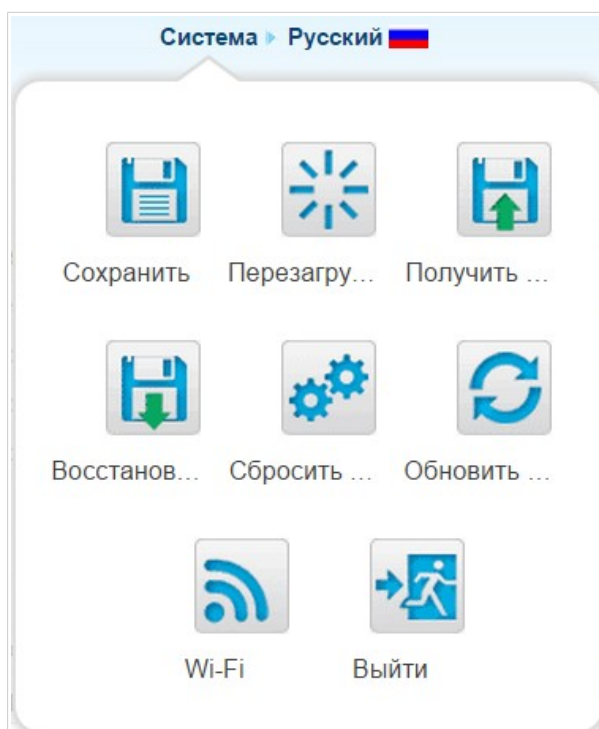 Система Русский
Сохранить Перезагру... Получить ...
Восстанов... Сбросить ... Обновить ...
Wi-Fi Выйти